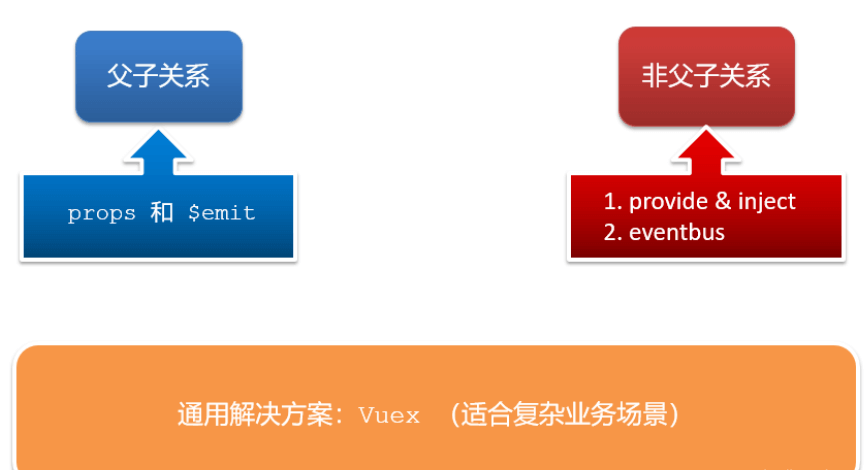 父子关系
非父子关系
props 和 $emit
1. provide & inject
2. eventbus
通用解决方案：Vuex （适合复杂业务场景）